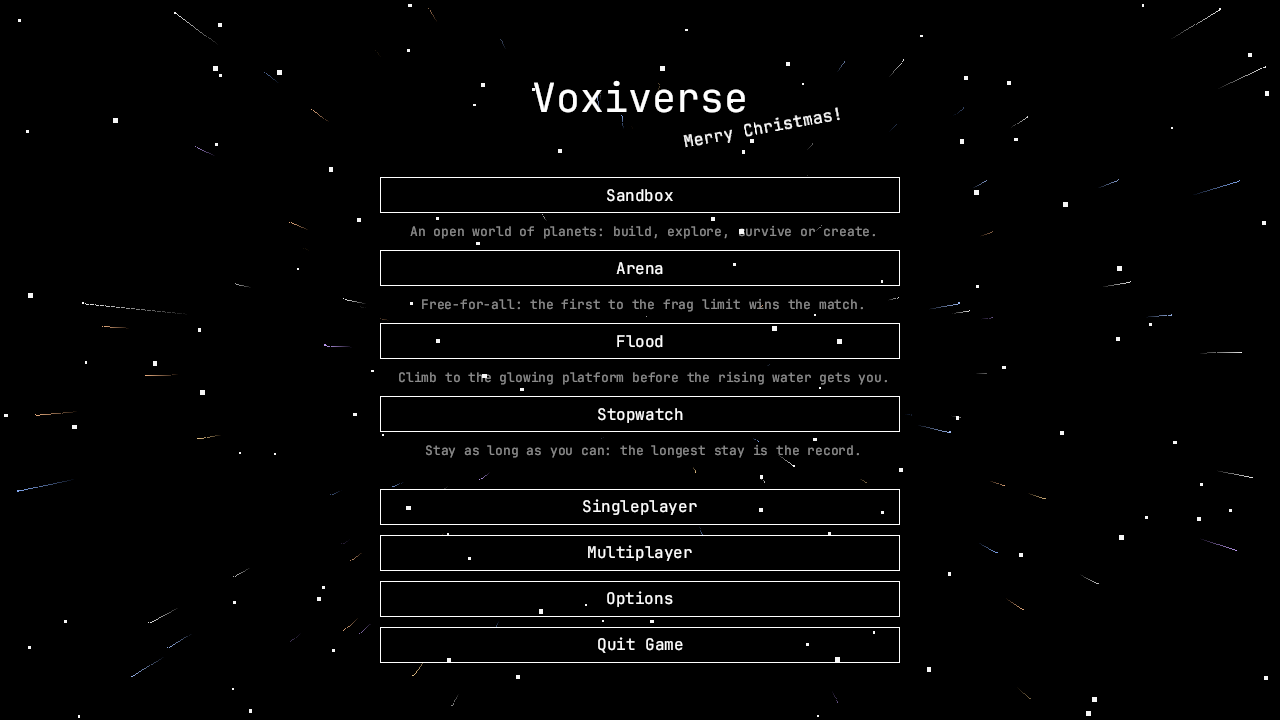 Voxiverse
Merry Christmas!
Sandbox
An open world of planets: build, explore, survive or create.
Arena
Free-for-all: the first to the frag limit wins the match.
Flood
Climb to the glowing platform before the rising water gets you.
Stopwatch
Stay as long as you can: the longest stay is the record.
Singleplayer
Multiplayer
Options
Quit Game